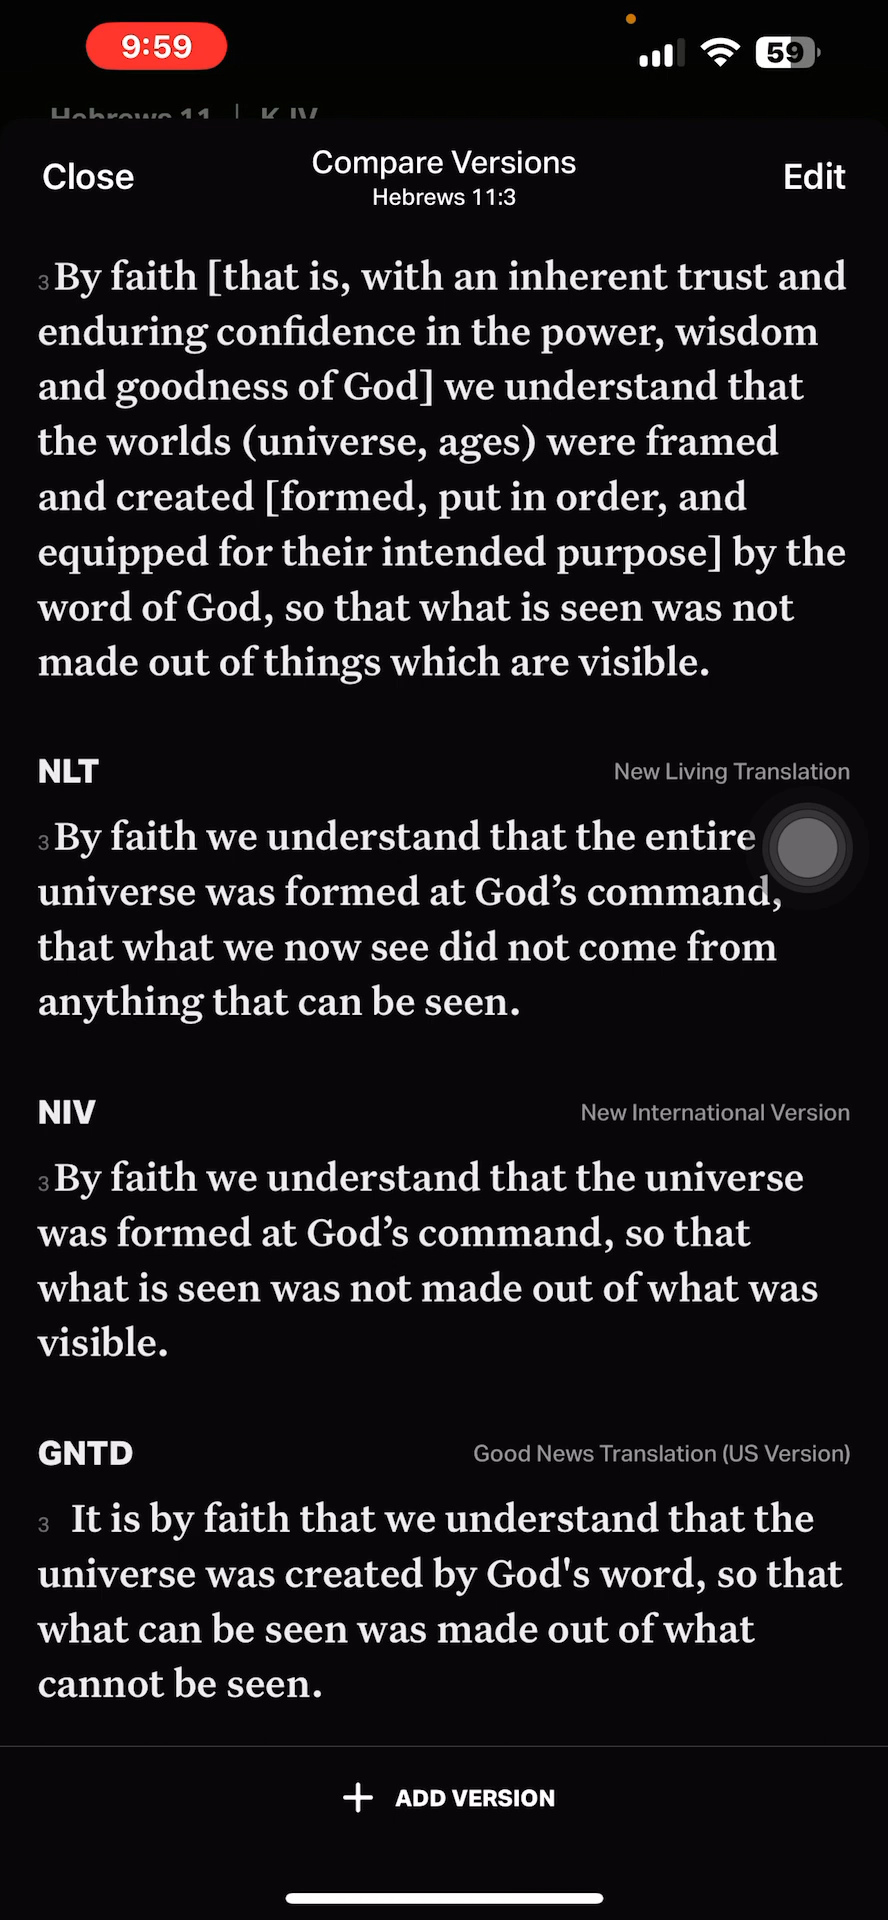 9:59
59
Hebrews 11 | KJV
Close
Compare Versions
Edit
Hebrews 11:3
3 By faith [that is, with an inherent trust and
enduring confidence in the power, wisdom
and goodness of God] we understand that
the worlds (universe, ages) were framed
and created [formed, put in order, and
equipped for their intended purpose] by the
word of God, so that what is seen was not
made out of things which are visible.
NLT
New Living Translation
3 By faith we understand that the entire
universe was formed at God’s command,
that what we now see did not come from
anything that can be seen.
NIV
New International Version
3 By faith we understand that the universe
was formed at God’s command, so that
what is seen was not made out of what was
visible.
GNTD
Good News Translation (US Version)
3 It is by faith that we understand that the
universe was created by God's word, so that
what can be seen was made out of what
cannot be seen.
+ ADD VERSION